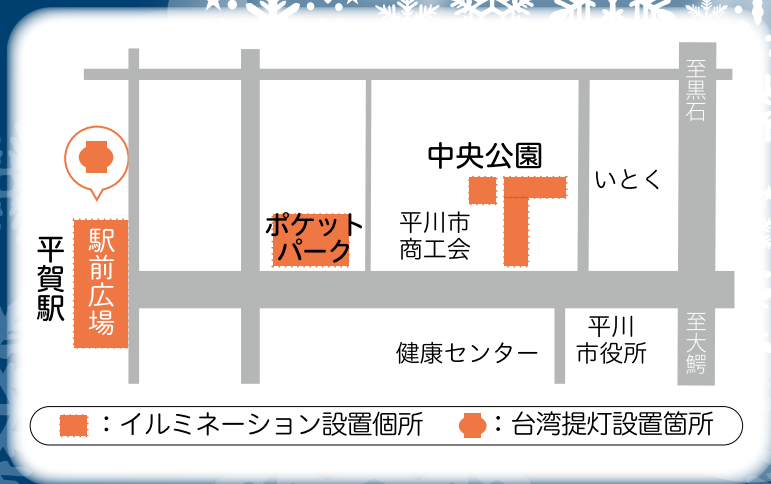 至黒石
中央公園
いとく
ポケット
パーク
平川市
商工会
平賀駅
駅前広場
健康センター
平川
市役所
至大鰐
：イルミネーション設置個所
：台湾提灯設置箇所